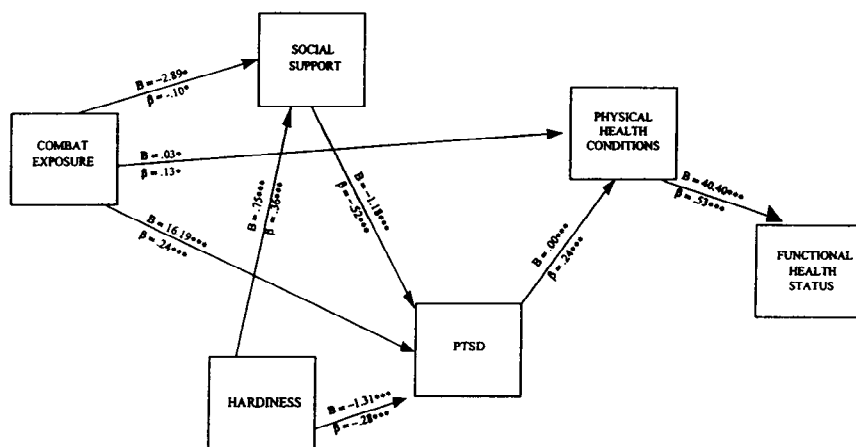 SOCIAL
SUPPORT
B = -2.89*
β = -.10*
COMBAT
EXPOSURE
PHYSICAL
HEALTH
CONDITIONS
B = .03*
β = .13*
B = .75***
β = .36***
B = -1.18***
β = -.52***
B = 40.40***
β = .53***
B = 16.19***
β = .24***
B = .00***
β = .24***
FUNCTIONAL
HEALTH
STATUS
PTSD
HARDINESS
B = -1.31***
β = -.28***